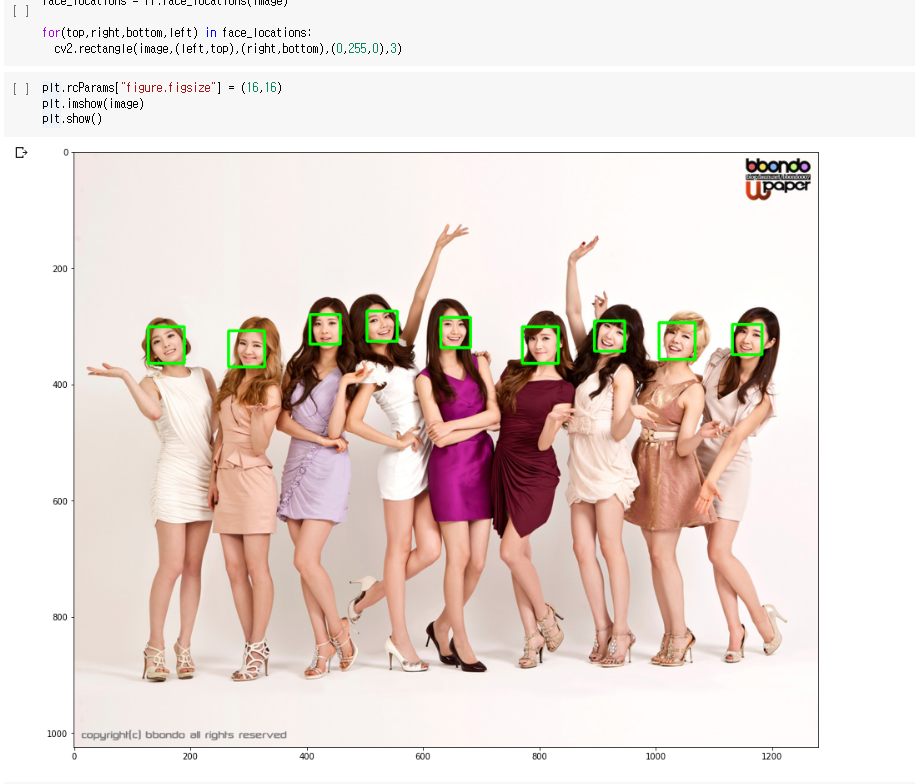 [ ] face_locations = fr.face_locations(image)
for(top,right,bottom,left) in face_locations:
cv2.rectangle(image,(left,top),(right,bottom),(0,255,0),3)
[ ] plt.rcParams["figure.figsize"] = (16,16)
plt.imshow(image)
plt.show()
0
bbondo
paper
200
400
600
800
1000
copyright(c) bbondo all rights reserved
0 200 400 600 800 1000 1200